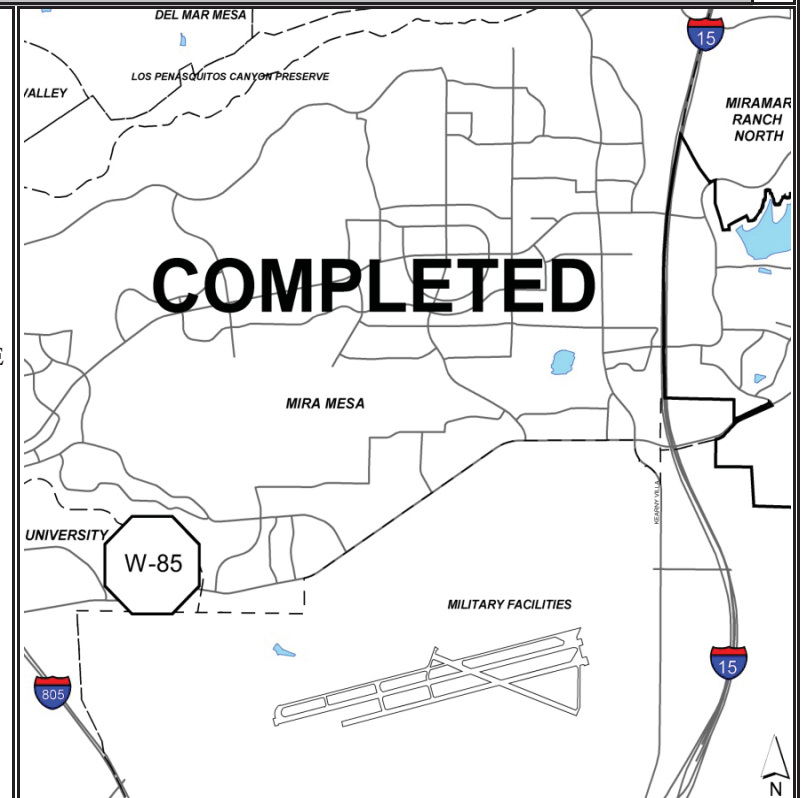 DEL MAR MESA
15
LOS PENASQUITOS CANYON PRESERVE
VALLEY
MIRAMAR
RANCH
NORTH
COMPLETED
MIRA MESA
KEARNY VILLA
UNIVERSITY
W-85
MILITARY FACILITIES
15
805
N